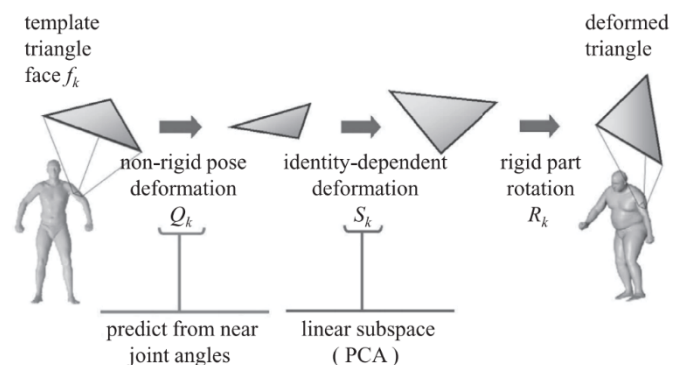 template
triangle
face fk
deformed
triangle
non-rigid pose
deformation
Qk
identity-dependent
deformation
Sk
rigid part
rotation
Rk
predict from near
joint angles
linear subspace
( PCA )